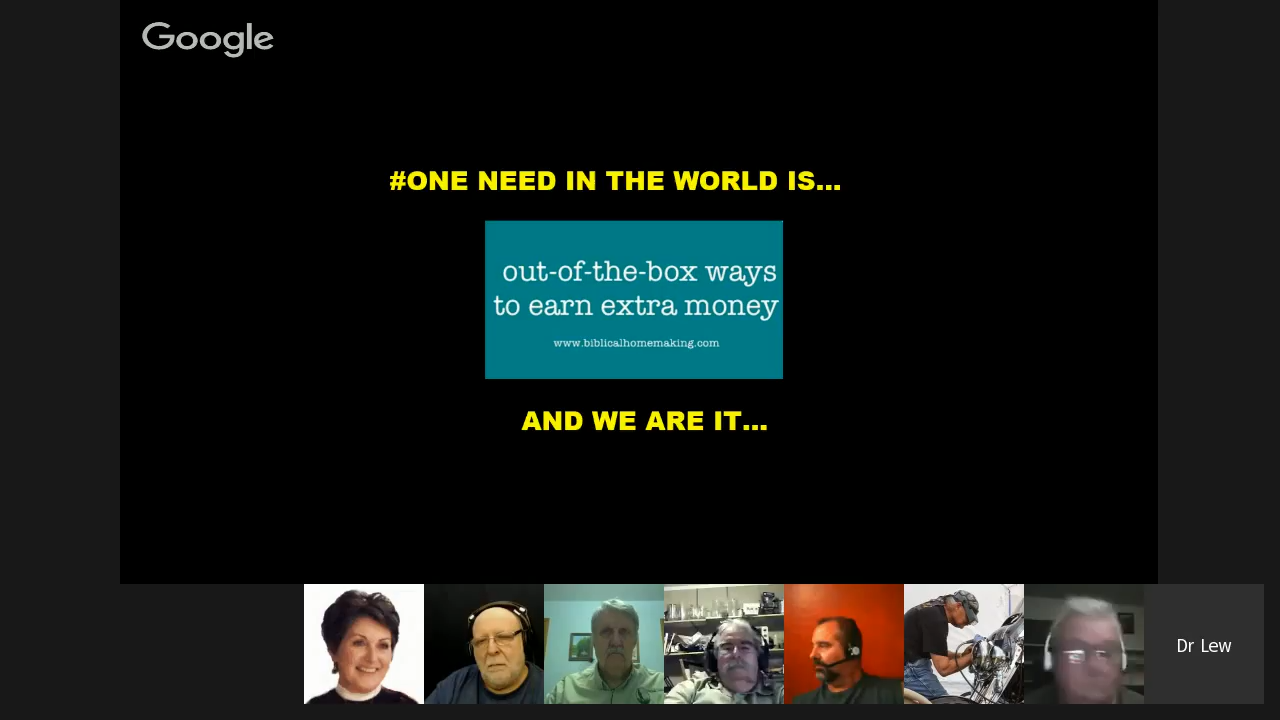 Google
#ONE NEED IN THE WORLD IS...
out-of-the-box ways
to earn extra money
www.biblicalhomemaking.com
AND WE ARE IT...
Dr Lew